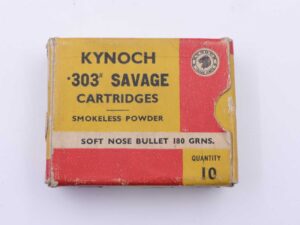 KYNOCH
·303" SAVAGE
CARTRIDGES
SMOKELESS POWDER
SOFT NOSE BULLET 180 GRNS.
QUANTITY
10